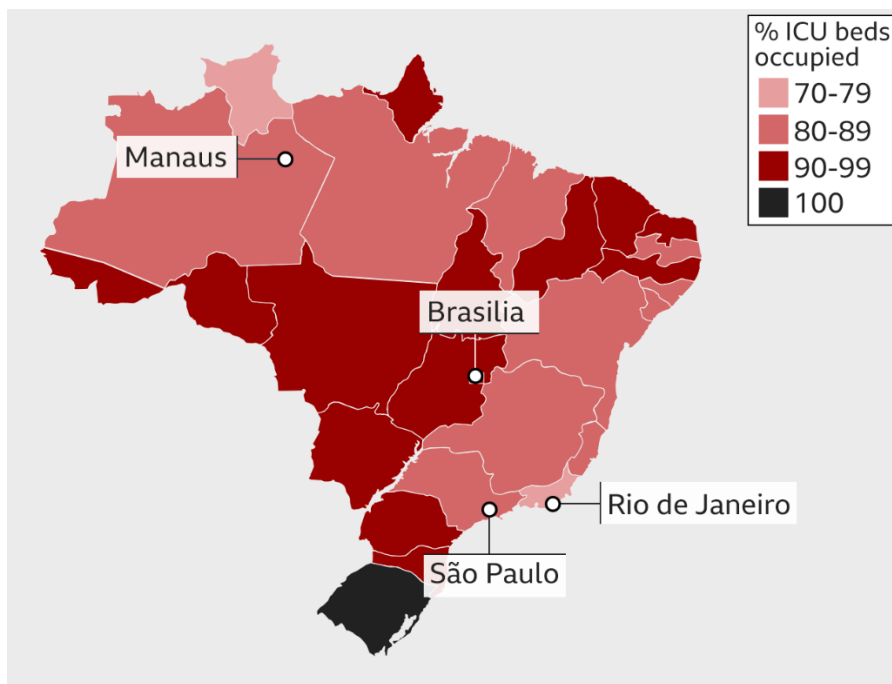 % ICU beds
occupied
70-79
80-89
90-99
100
Manaus
Brasilia
Rio de Janeiro
São Paulo